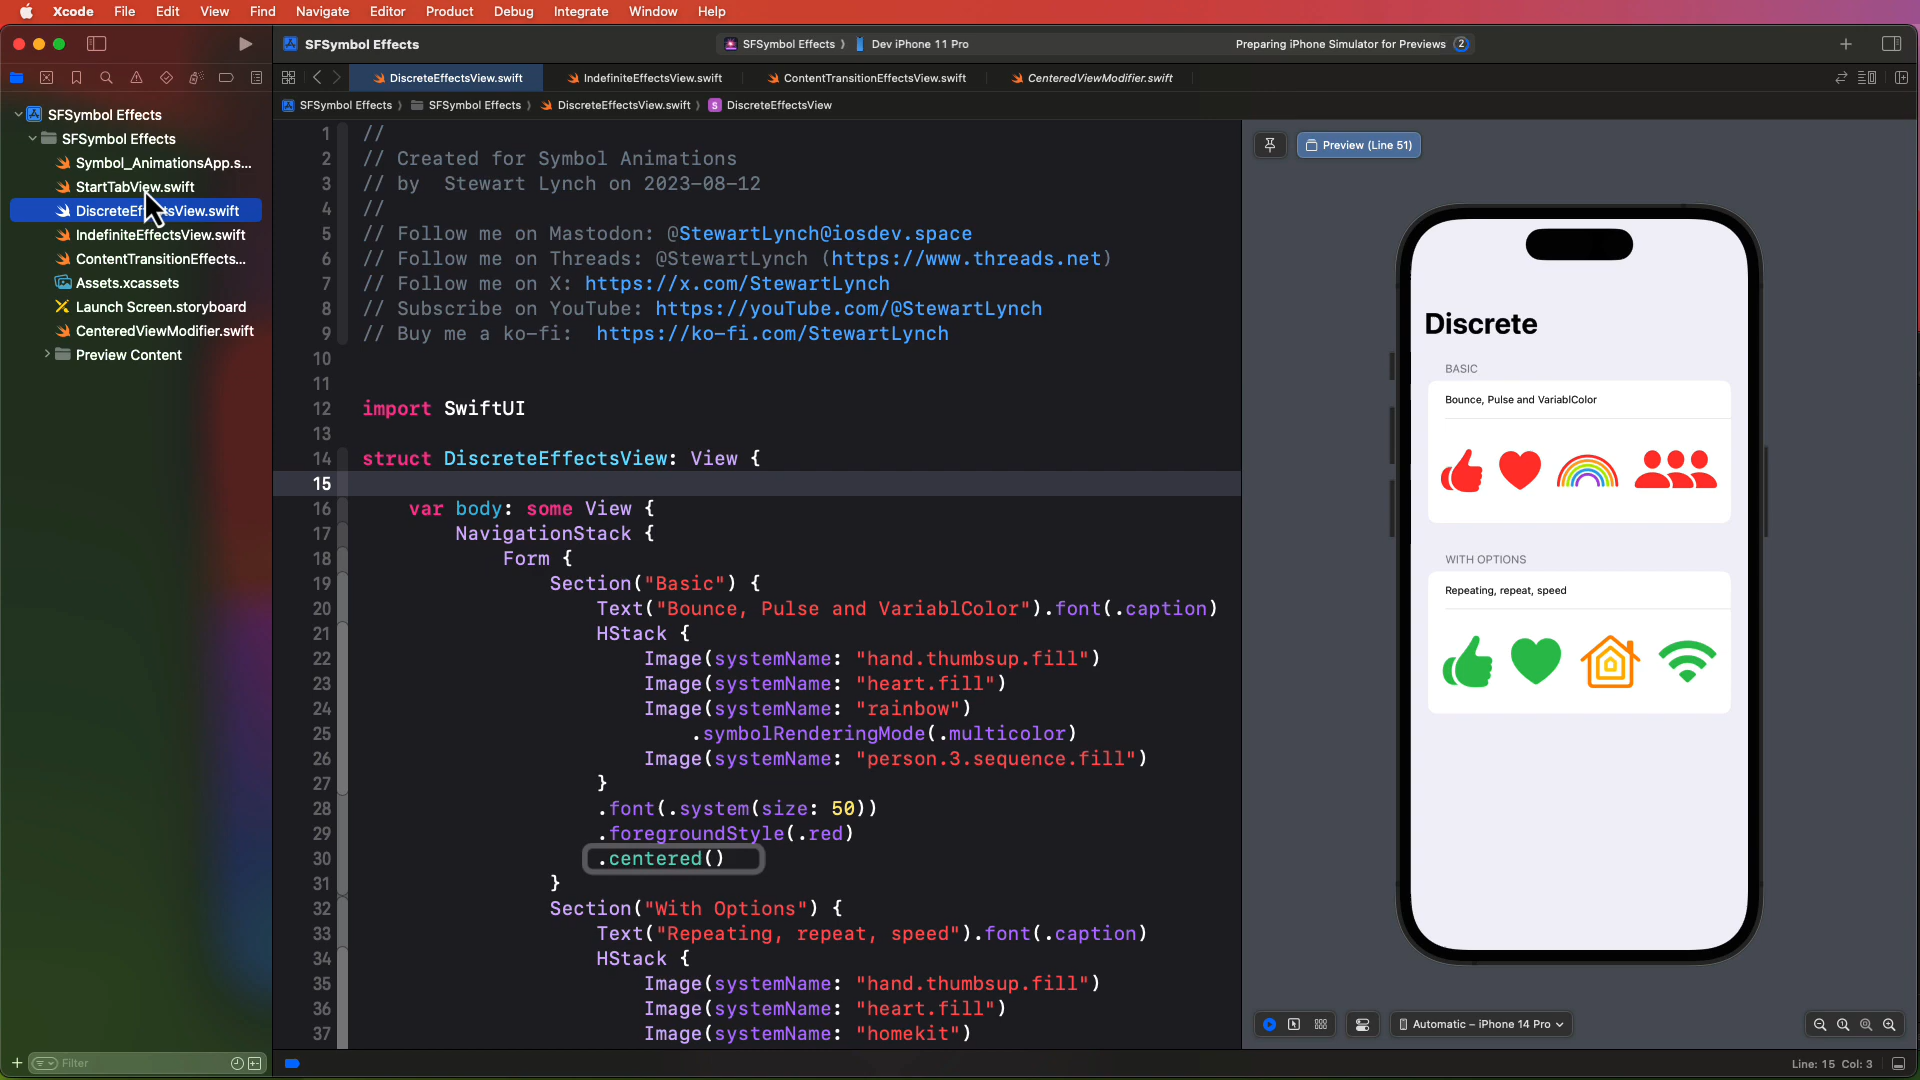 Xcode File Edit View Find Navigate Editor Product Debug Integrate Window Help
SFSymbol Effects
SFSymbol Effects
Dev iPhone 11 Pro
Preparing iPhone Simulator for Previews 2
DiscreteEffectsView.swift
IndefiniteEffectsView.swift
ContentTransitionEffectsView.swift
CenteredViewModifier.swift
SFSymbol Effects
SFSymbol Effects
DiscreteEffectsView.swift
S DiscreteEffectsView
SFSymbol Effects
SFSymbol Effects
Symbol_AnimationsApp.s...
StartTabView.swift
IndefiniteEffectsView.swift
ContentTransitionEffects...
Assets.xcassets
Launch Screen.storyboard
CenteredViewModifier.swift
Preview Content
Filter
1 //
2 // Created for Symbol Animations
3 // by Stewart Lynch on 2023-08-12
4 //
5 // Follow me on Mastodon: @StewartLynch@iosdev.space
6 // Follow me on Threads: @StewartLynch (https://www.threads.net)
7 // Follow me on X: https://x.com/StewartLynch
8 // Subscribe on YouTube: https://youTube.com/@StewartLynch
9 // Buy me a ko-fi: https://ko-fi.com/StewartLynch
10
11
12 import SwiftUI
13
14 struct DiscreteEffectsView: View {
15
16 var body: some View {
17 NavigationStack {
18 Form {
19 Section("Basic") {
20 Text("Bounce, Pulse and VariablColor").font(.caption)
21 HStack {
22 Image(systemName: "hand.thumbsup.fill")
23 Image(systemName: "heart.fill")
24 Image(systemName: "rainbow")
25 .symbolRenderingMode(.multicolor)
26 Image(systemName: "person.3.sequence.fill")
27 }
28 .font(.system(size: 50))
29 .foregroundStyle(.red)
30 .centered()
31 }
32 Section("With Options") {
33 Text("Repeating, repeat, speed").font(.caption)
34 HStack {
35 Image(systemName: "hand.thumbsup.fill")
36 Image(systemName: "heart.fill")
37 Image(systemName: "homekit")
Preview (Line 51)
Discrete
BASIC
Bounce, Pulse and VariablColor
WITH OPTIONS
Repeating, repeat, speed
Automatic – iPhone 14 Pro
Line: 15 Col: 3